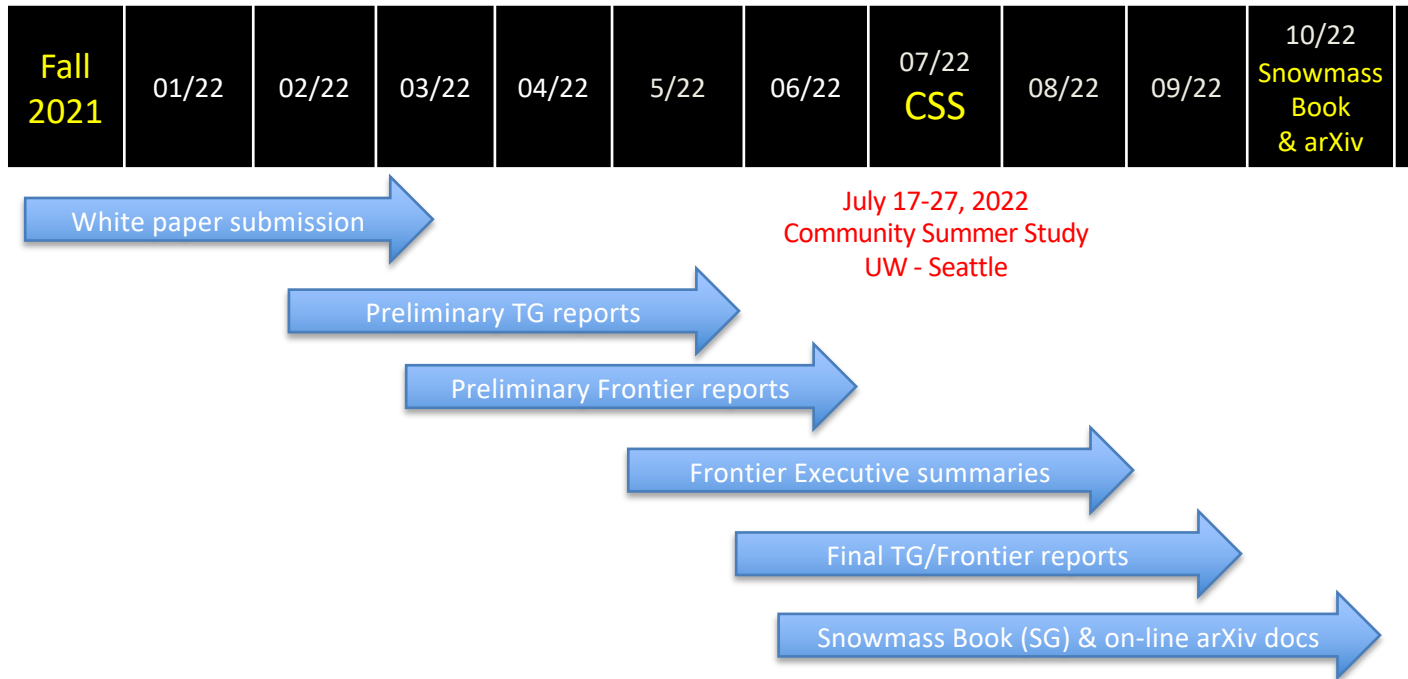 Fall
2021
01/22
02/22
03/22
04/22
5/22
06/22
07/22
CSS
08/22
09/22
10/22
Snowmass
Book
& arXiv
White paper submission
July 17-27, 2022
Community Summer Study
UW - Seattle
Preliminary TG reports
Preliminary Frontier reports
Frontier Executive summaries
Final TG/Frontier reports
Snowmass Book (SG) & on-line arXiv docs